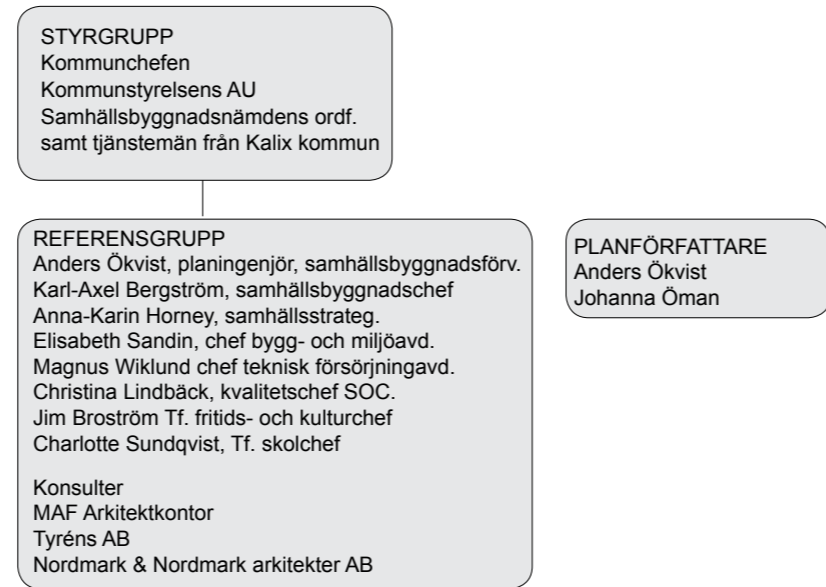 STYRGRUPP
Kommunchefen
Kommunstyrelsens AU
Samhällsbyggnadsnämdens ordf.
samt tjänstemän från Kalix kommun
REFERENSGRUPP
Anders Ökvist, planingenjör, samhällsbyggnadsförv.
Karl-Axel Bergström, samhällsbyggnadschef
Anna-Karin Horney, samhällsstrateg.
Elisabeth Sandin, chef bygg- och miljöavd.
Magnus Wiklund chef teknisk försörjningavd.
Christina Lindbäck, kvalitetschef SOC.
Jim Broström Tf. fritids- och kulturchef
Charlotte Sundqvist, Tf. skolchef
Konsulter
MAF Arkitektkontor
Tyréns AB
Nordmark & Nordmark arkitekter AB
PLANFÖRFATTARE
Anders Ökvist
Johanna Öman